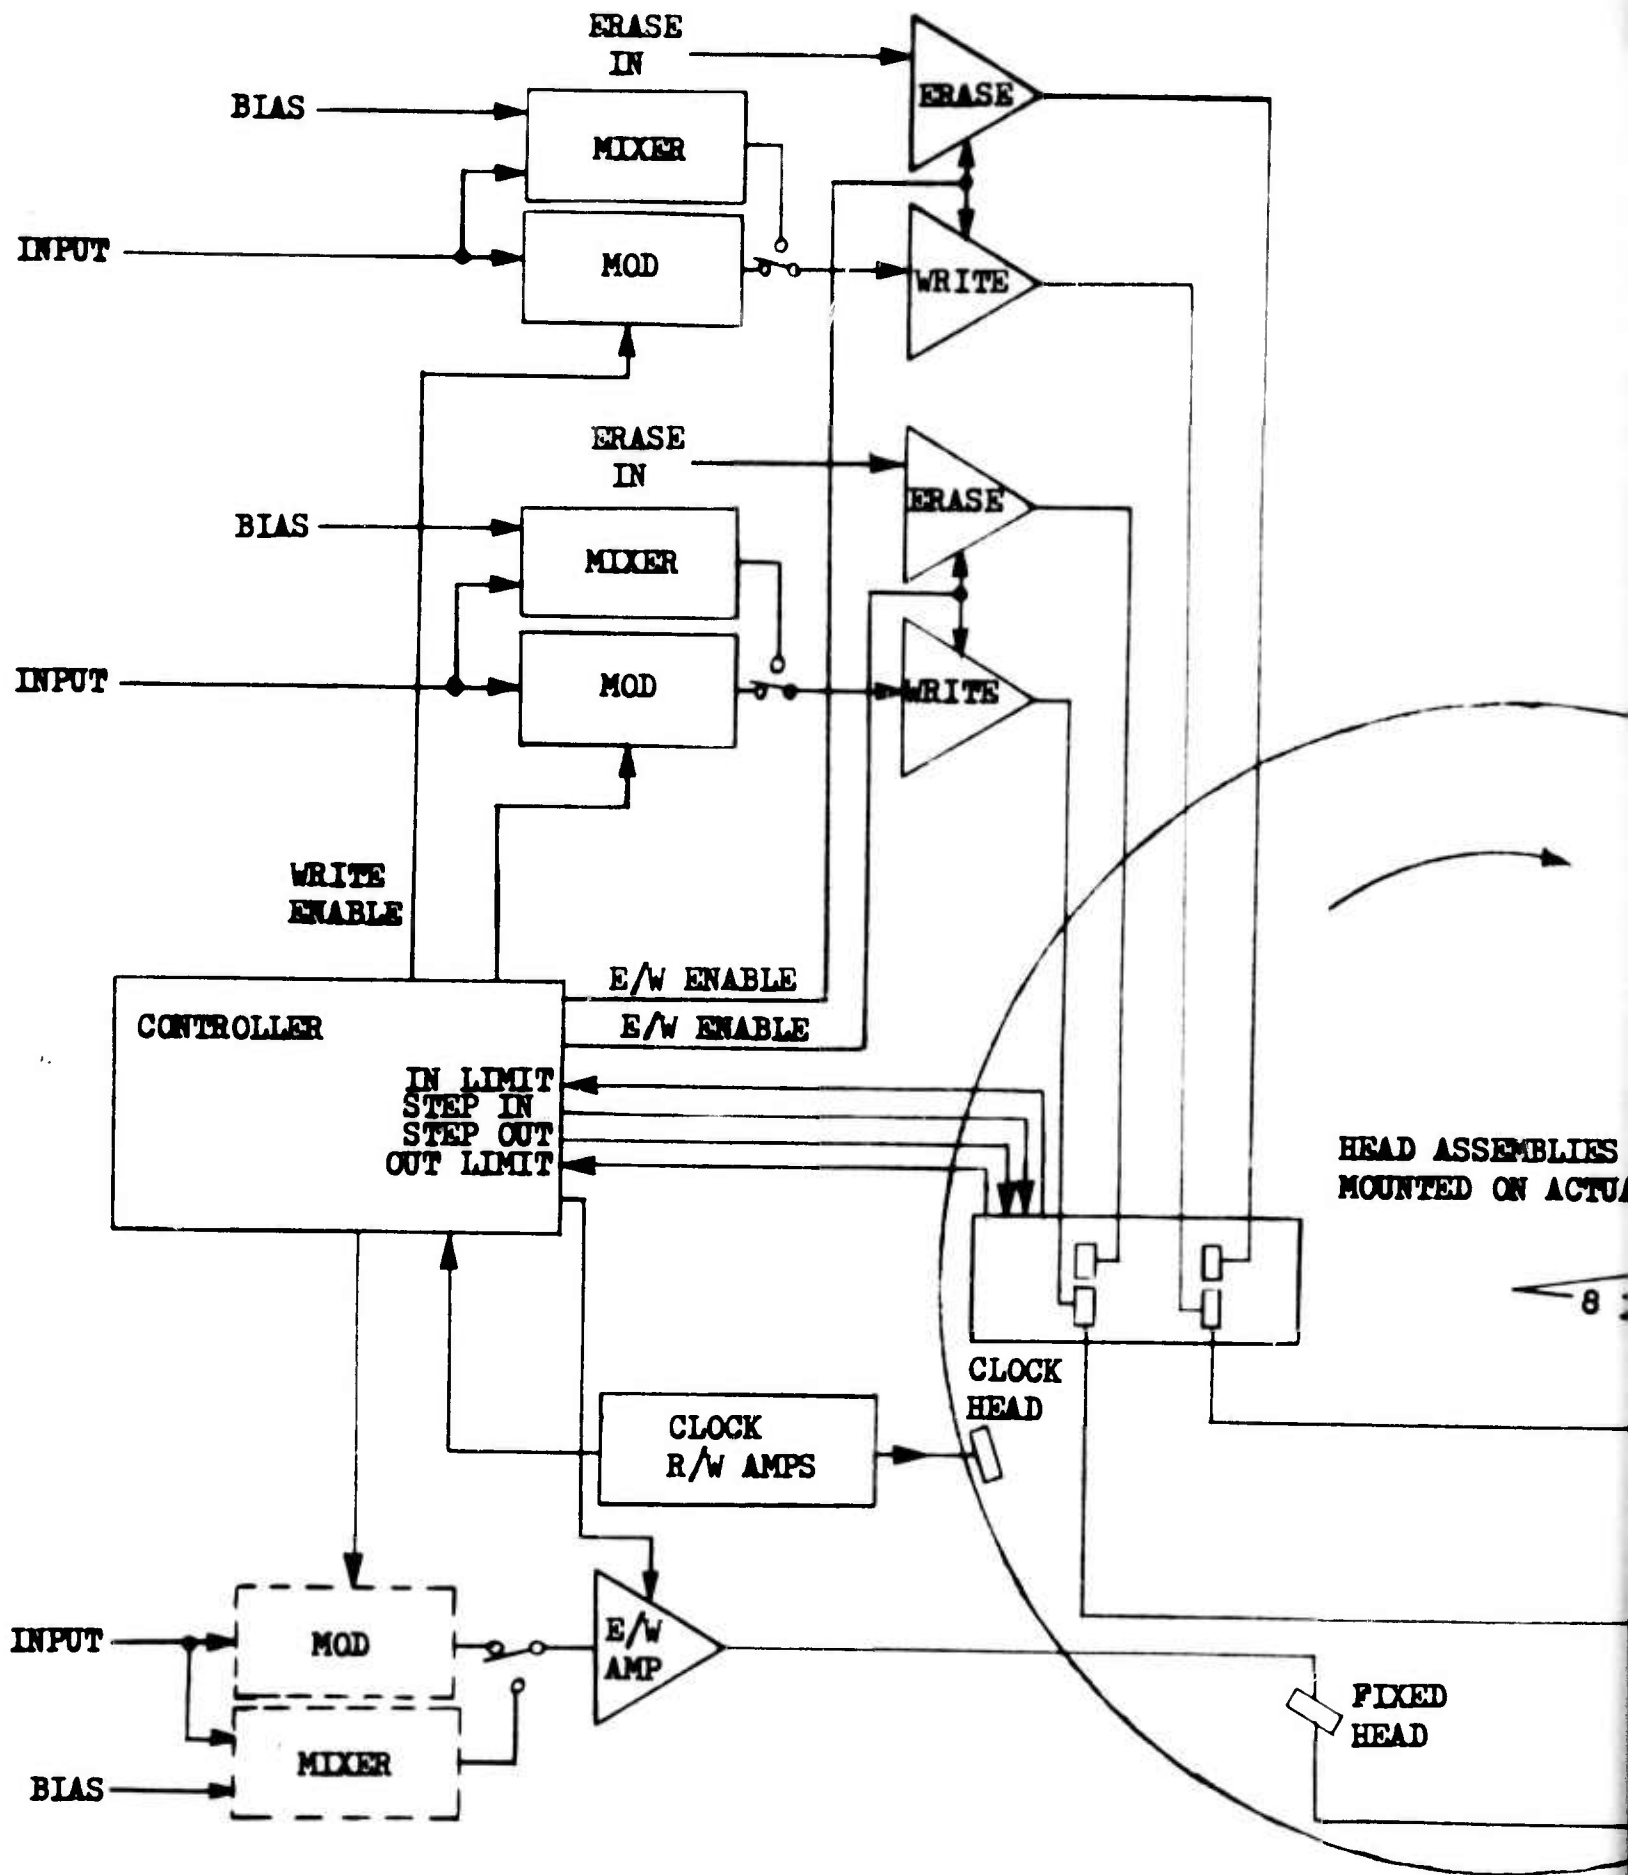 ERASE
IN
ERASE
BIAS
MIXER
INPUT
MOD
WRITE
ERASE
IN
ERASE
BIAS
MIXER
INPUT
MOD
WRITE
WRITE
ENABLE
E/W ENABLE
CONTROLLER
E/W ENABLE
IN LIMIT
STEP IN
STEP OUT
OUT LIMIT
HEAD ASSEMBLIES
MOUNTED ON
8
CLOCK
HEAD
CLOCK
R/W AMPS
INPUT
MOD
E/W
AMP
FIXED
HEAD
MIXER
BIAS